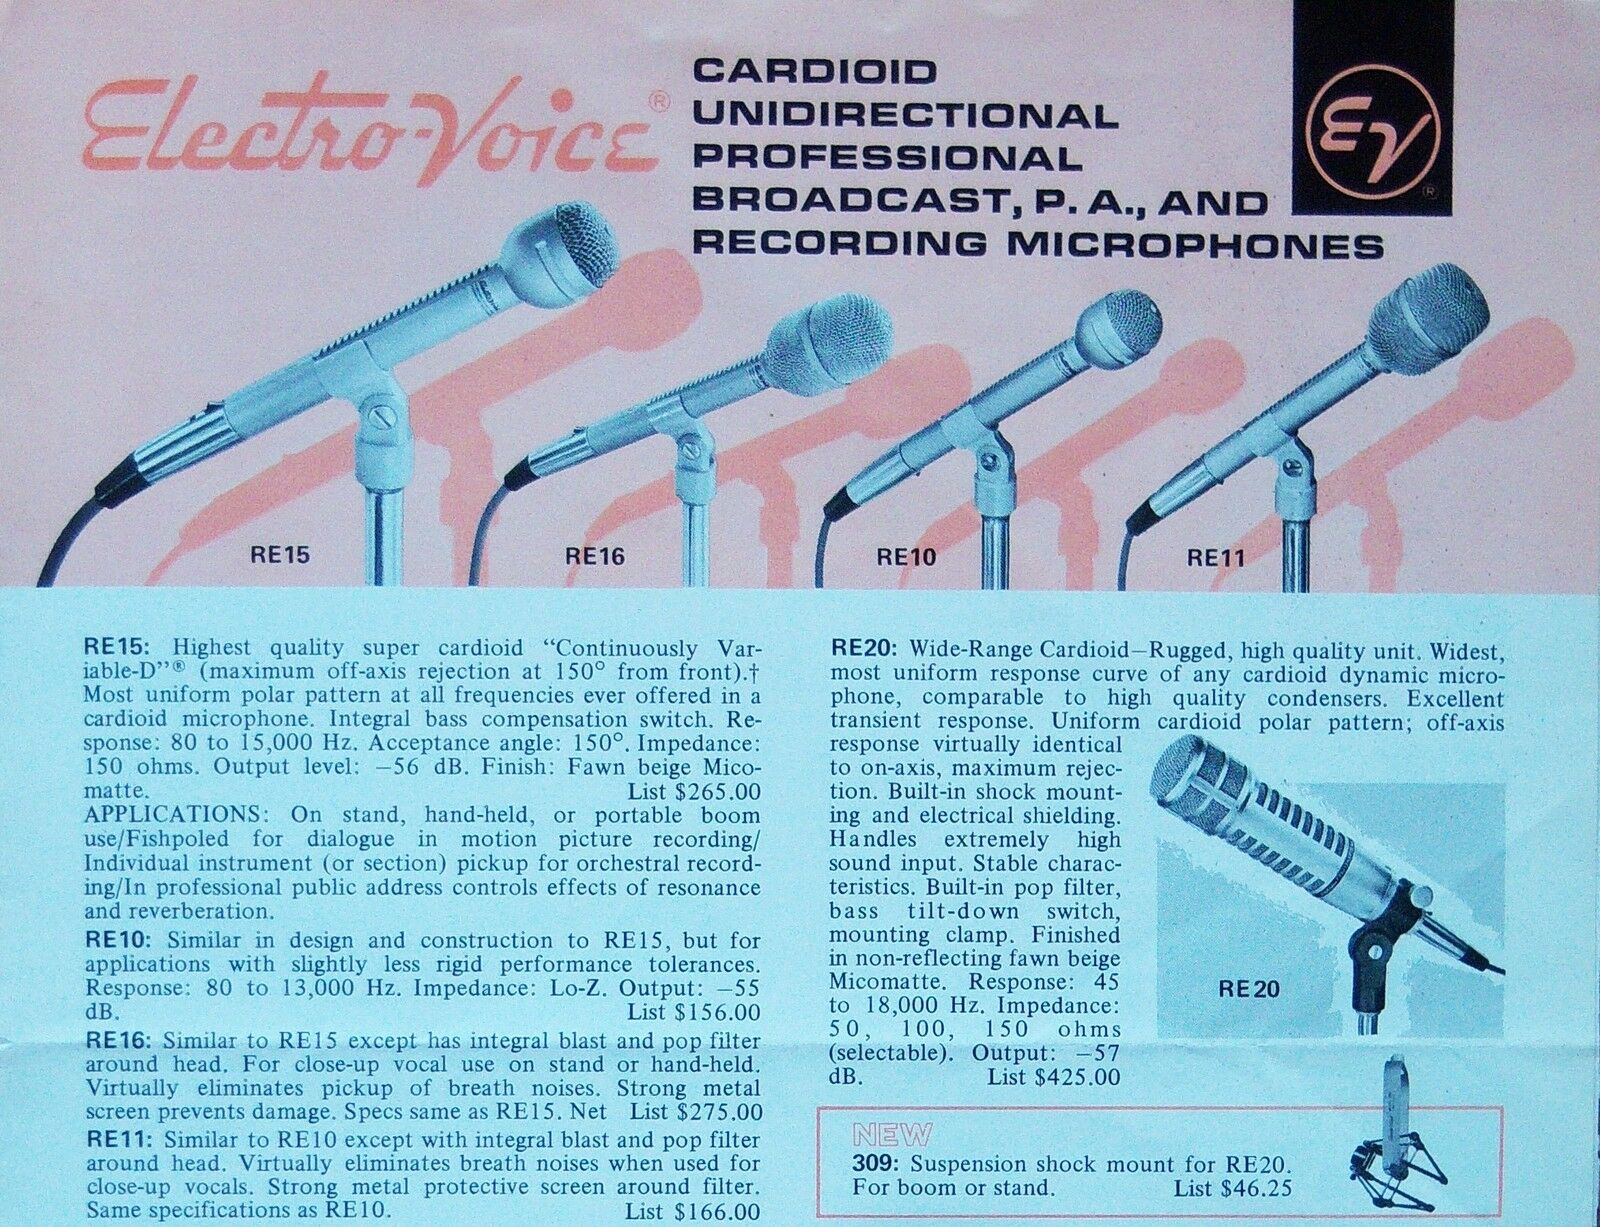 Electro-Voice®
CARDIOID
UNIDIRECTIONAL
PROFESSIONAL
BROADCAST, P. A., AND
RECORDING MICROPHONES
EV ®
RE15
RE16
RE10
RE11
RE15: Highest quality super cardioid “Continuously Var-
iable-D”® (maximum off-axis rejection at 150° from front).†
Most uniform polar pattern at all frequencies ever offered in a
cardioid microphone. Integral bass compensation switch. Re-
sponse: 80 to 15,000 Hz. Acceptance angle: 150°. Impedance:
150 ohms. Output level: −56 dB. Finish: Fawn beige Mico-
matte. List $265.00
APPLICATIONS: On stand, hand-held, or portable boom
use/Fishpoled for dialogue in motion picture recording/
Individual instrument (or section) pickup for orchestral record-
ing/In professional public address controls effects of resonance
and reverberation.
RE10: Similar in design and construction to RE15, but for
applications with slightly less rigid performance tolerances.
Response: 80 to 13,000 Hz. Impedance: Lo-Z. Output: −55
dB. List $156.00
RE16: Similar to RE15 except has integral blast and pop filter
around head. For close-up vocal use on stand or hand-held.
Virtually eliminates pickup of breath noises. Strong metal
screen prevents damage. Specs same as RE15. Net List $275.00
RE11: Similar to RE10 except with integral blast and pop filter
around head. Virtually eliminates breath noises when used for
close-up vocals. Strong metal protective screen around filter.
Same specifications as RE10. List $166.00
RE20: Wide-Range Cardioid—Rugged, high quality unit. Widest,
most uniform response curve of any cardioid dynamic micro-
phone, comparable to high quality condensers. Excellent
transient response. Uniform cardioid polar pattern; off-axis
response virtually identical
to on-axis, maximum rejec-
tion. Built-in shock mount-
ing and electrical shielding.
Handles extremely high
sound input. Stable charac-
teristics. Built-in pop filter,
bass tilt-down switch,
mounting clamp. Finished
in non-reflecting fawn beige
Micomatte. Response: 45
to 18,000 Hz. Impedance:
50, 100, 150 ohms
(selectable). Output: −57
dB. List $425.00
RE20
NEW
309: Suspension shock mount for RE20.
For boom or stand. List $46.25